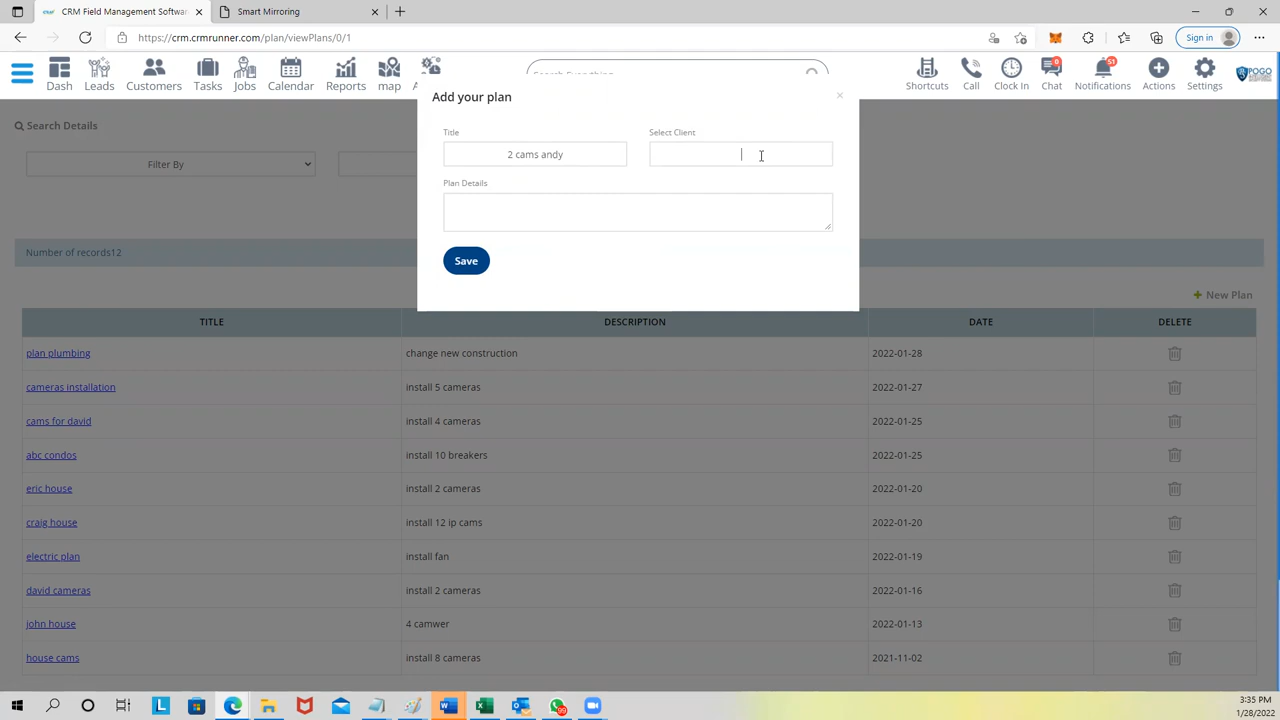 CRM Field Management Softwar
Smart Mirroring
https://crm.crmrunner.com/plan/viewPlans/0/1
Sign in
Dash
Leads
Customers
Tasks
Jobs
Calendar
Reports
map
Search Everything
Shortcuts
Call
Clock In
0
Chat
51
Notifications
Actions
Settings
POGO
Add your plan
Title
Select Client
2 cams andy
Plan Details
Save
Search Details
Filter By
Number of records12
New Plan
TITLE DESCRIPTION DATE DELETE
plan plumbing change new construction 2022-01-28
cameras installation install 5 cameras 2022-01-27
cams for david install 4 cameras 2022-01-25
abc condos install 10 breakers 2022-01-25
eric house install 2 cameras 2022-01-20
craig house install 12 ip cams 2022-01-20
electric plan install fan 2022-01-19
david cameras install 2 cameras 2022-01-16
john house 4 camwer 2022-01-13
house cams install 8 cameras 2021-11-02
99
3:35 PM
1/28/2022